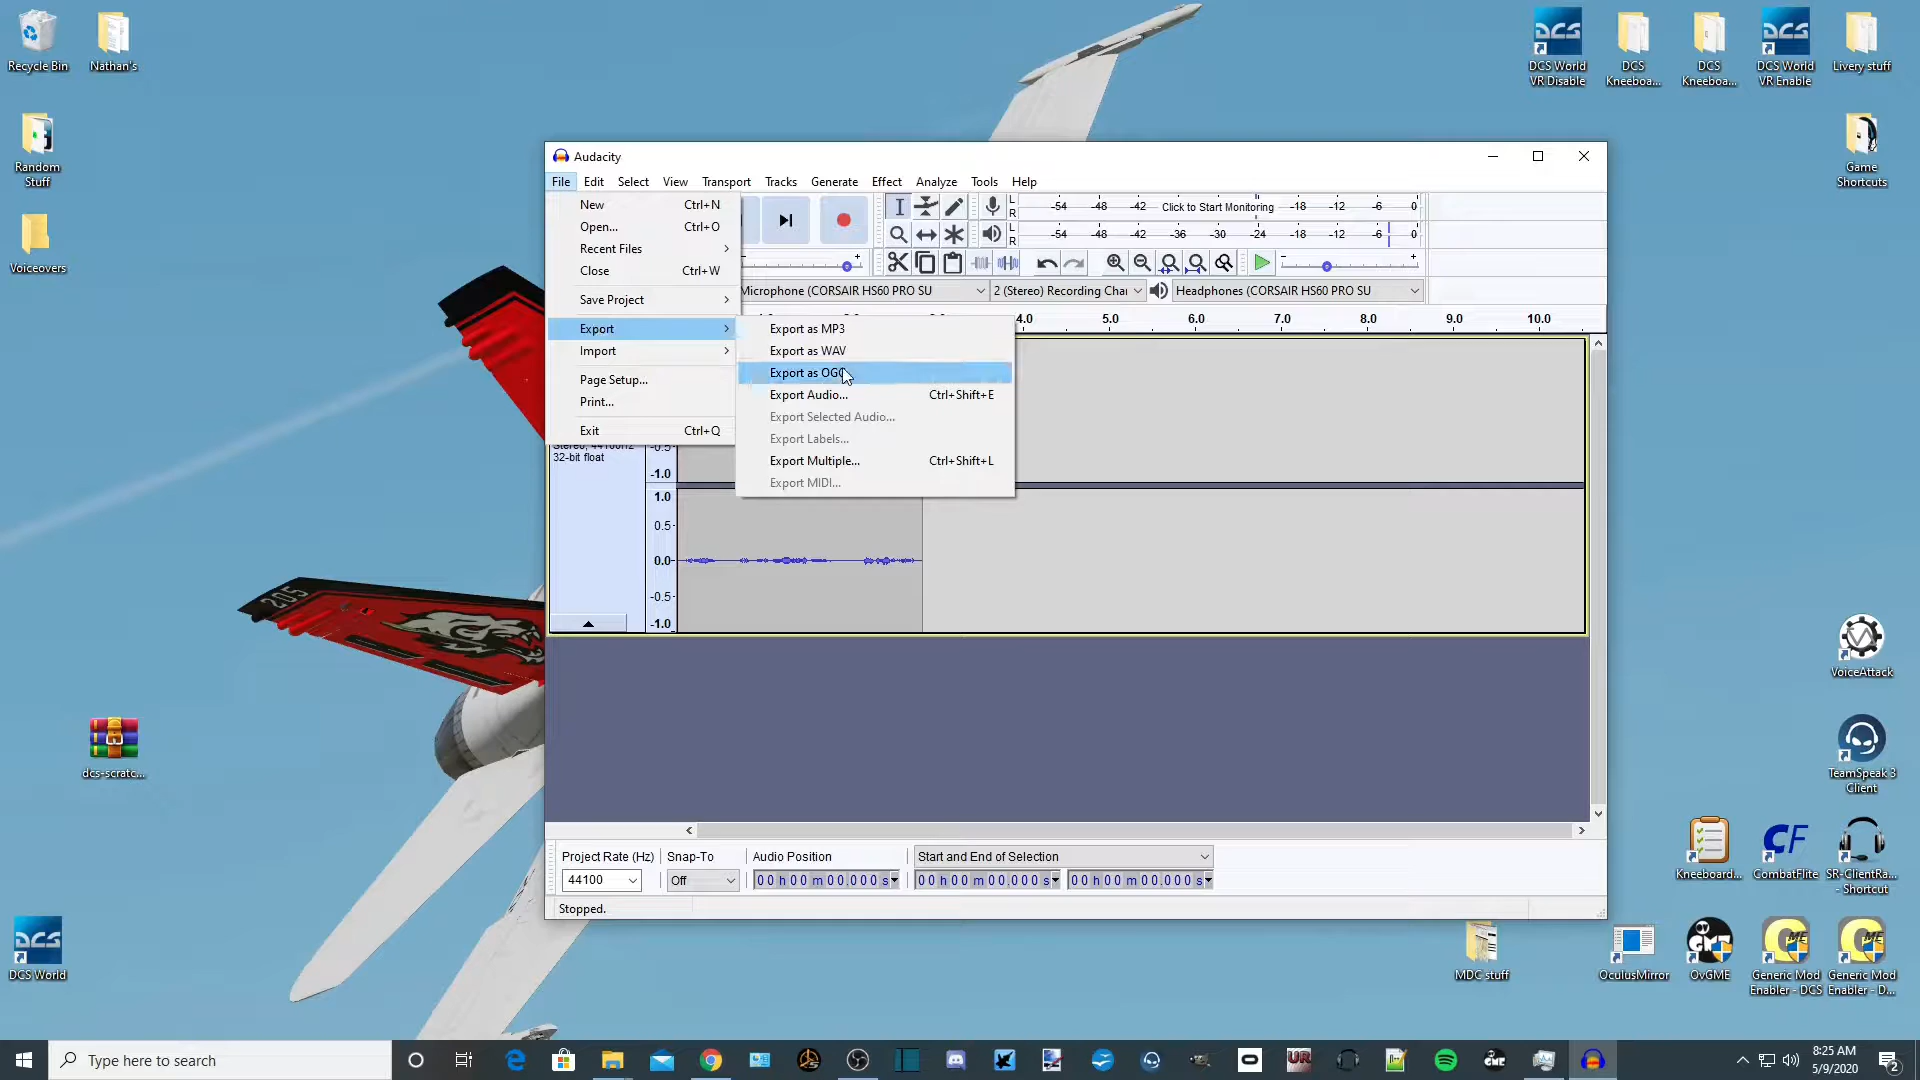 Recycle Bin
Nathan's
Random
Stuff
Voiceovers
dcs-scratc...
DCS World
DCS World
VR Disable
DCS
Kneeboa...
DCS
Kneeboa...
DCS World
VR Enable
Livery stuff
Game
Shortcuts
VoiceAttack
TeamSpeak 3
Client
Kneeboard...
CombatFlite
SR-ClientRa...
- Shortcut
MDC stuff
OculusMirror
OvGME
Generic Mod
Enabler - DCS
Generic Mod
Enabler - D...
205
Audacity
File Edit Select View Transport Tracks Generate Effect Analyze Tools Help
New Ctrl+N
Open... Ctrl+O
Recent Files
Close Ctrl+W
Save Project
Export
Import
Page Setup...
Print...
Exit Ctrl+Q
Export as MP3
Export as WAV
Export as OGG
Export Audio... Ctrl+Shift+E
Export Selected Audio...
Export Labels...
Export Multiple... Ctrl+Shift+L
Export MIDI...
L
R
-54 -48 -42 Click to Start Monitoring -18 -12 -6 0
L
R
-54 -48 -42 -36 -30 -24 -18 -12 -6 0
Microphone (CORSAIR HS60 PRO SU
2 (Stereo) Recording Chai
Headphones (CORSAIR HS60 PRO SU
4.0 5.0 6.0 7.0 8.0 9.0 10.0
Stereo, 44100Hz
32-bit float
-0.5
-1.0
1.0
0.5
0.0
-0.5
-1.0
Project Rate (Hz) Snap-To Audio Position Start and End of Selection
44100 Off 00 h 00 m 00.000 s 00 h 00 m 00.000 s 00 h 00 m 00.000 s
Stopped.
Type here to search
8:25 AM
5/9/2020
2